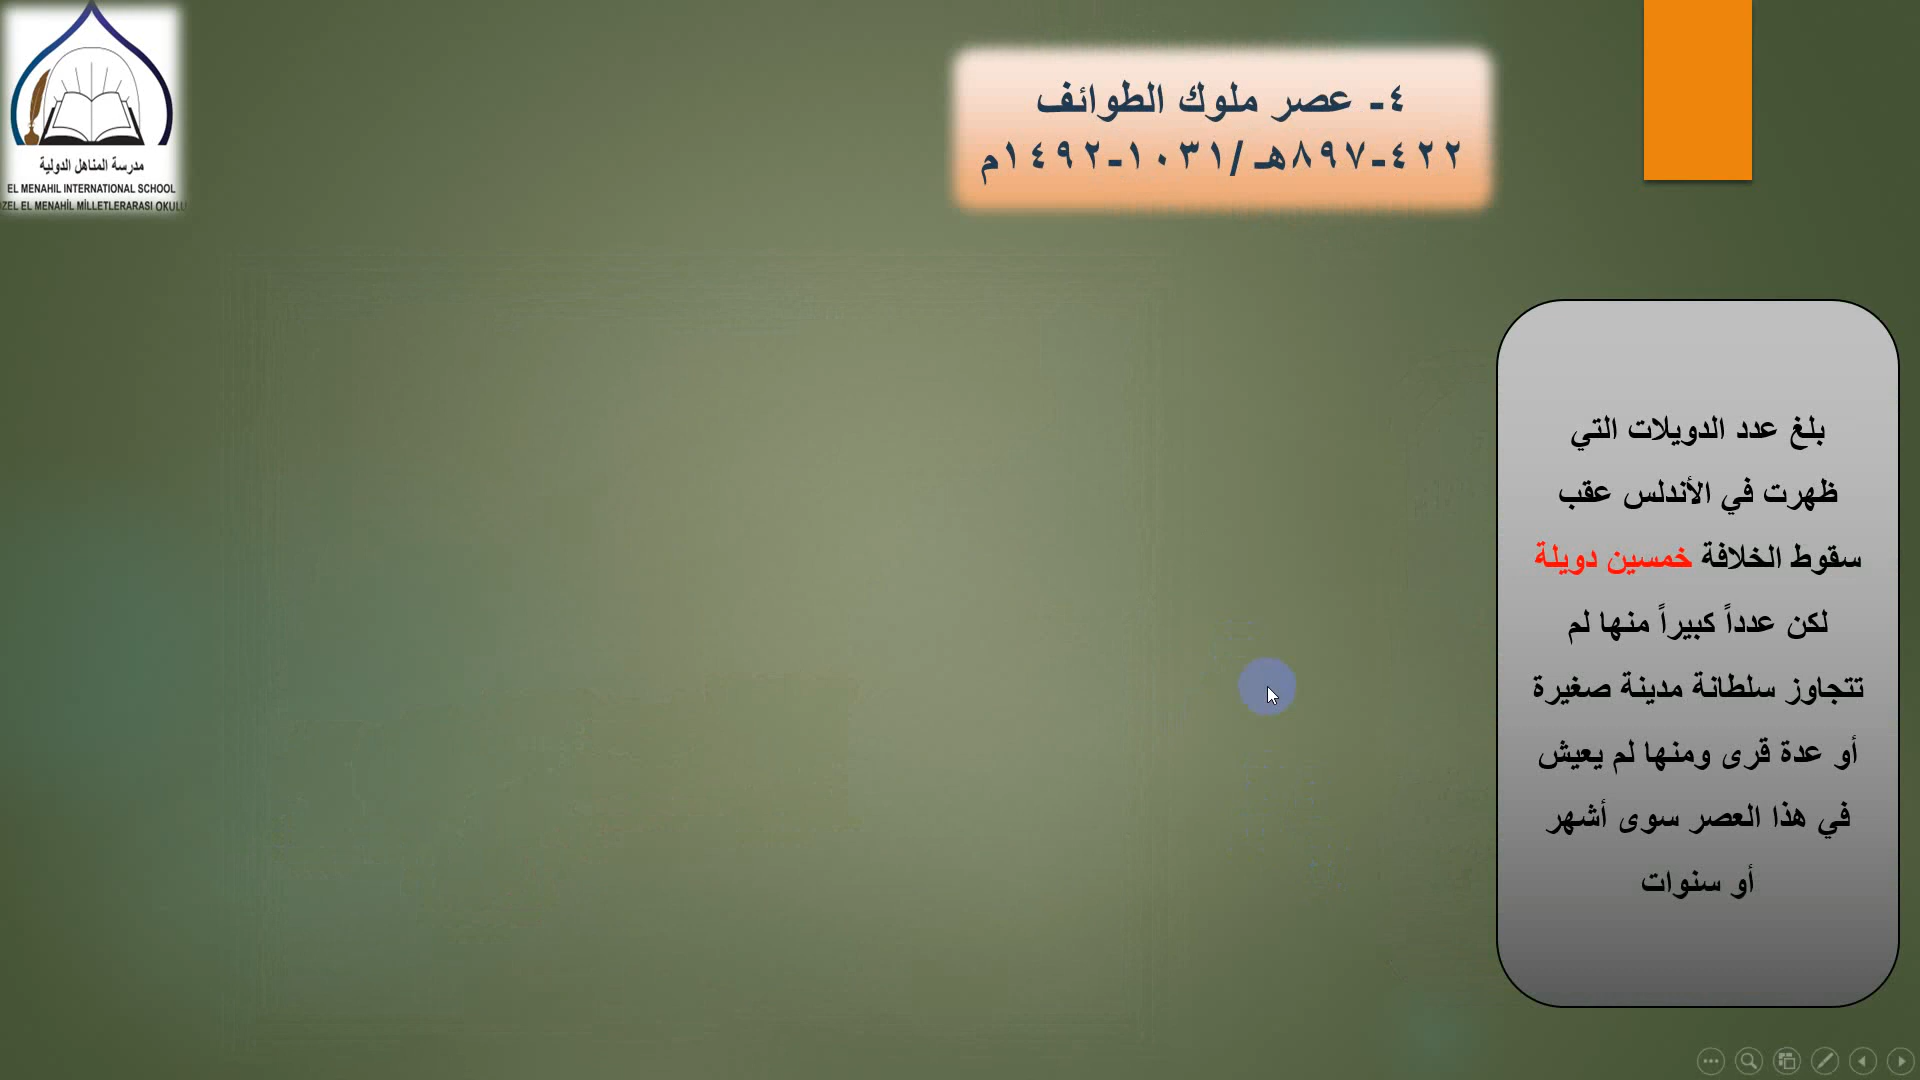 مدرسة المناهل الدولية
EL MENAHIL INTERNATIONAL SCHOOL
ÖZEL EL MENAHİL MİLLETLERARASI OKULU
٤- عصر ملوك الطوائف
٤٢٢-٨٩٧هـ /١٠٣١-١٤٩٢م
بلغ عدد الدويلات التي
ظهرت في الأندلس عقب
سقوط الخلافة خمسين دويلة
لكن عدداً كبيراً منها لم
تتجاوز سلطانة مدينة صغيرة
أو عدة قرى ومنها لم يعيش
في هذا العصر سوى أشهر
أو سنوات